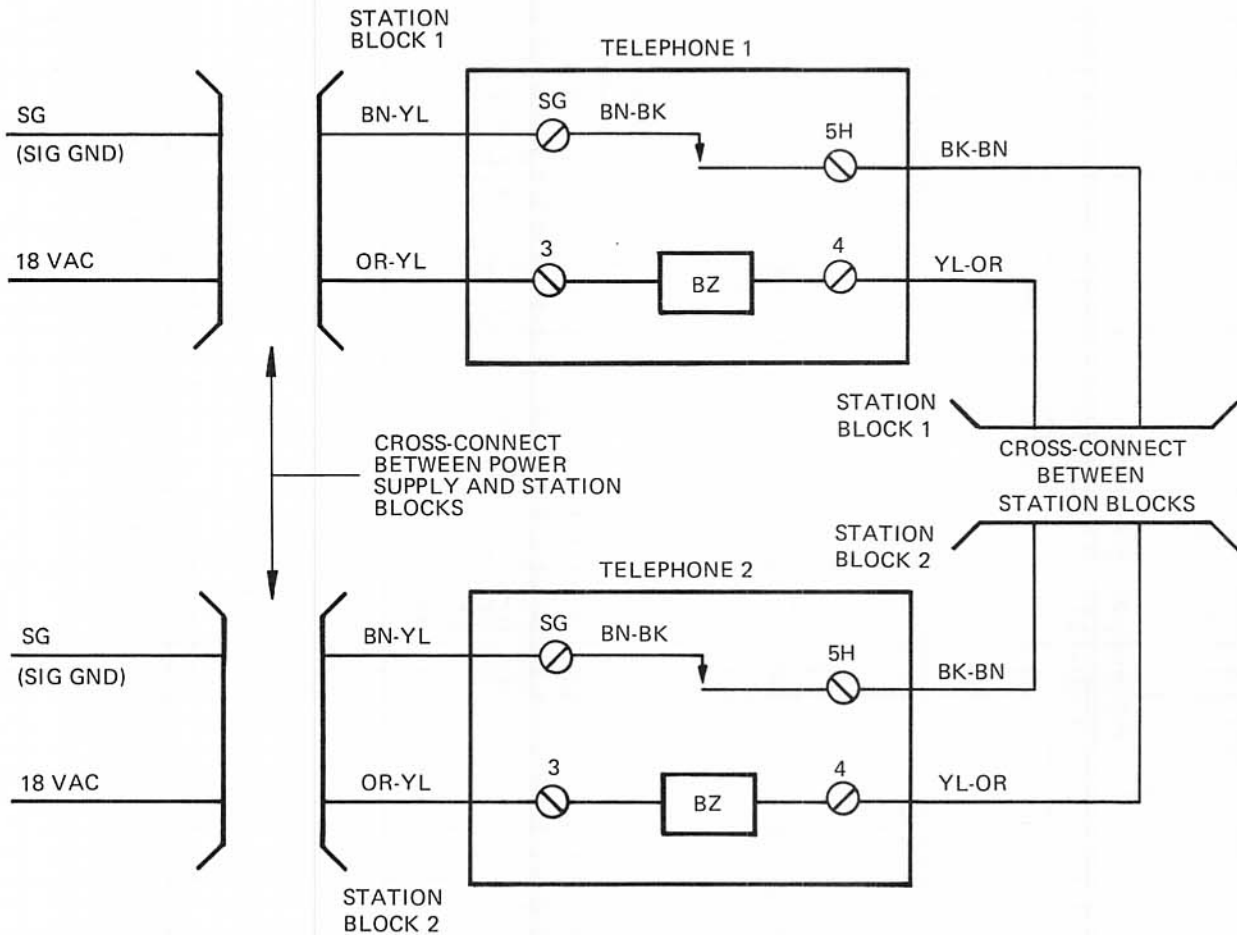 STATION
BLOCK 1
TELEPHONE 1
SG
(SIG GND)
BN-YL
SG
BN-BK
5H
BK-BN
18 VAC
OR-YL
3
BZ
4
YL-OR
CROSS-CONNECT
BETWEEN POWER
SUPPLY AND STATION
BLOCKS
STATION
BLOCK 1
CROSS-CONNECT
BETWEEN
STATION BLOCKS
STATION
BLOCK 2
TELEPHONE 2
SG
(SIG GND)
BN-YL
SG
BN-BK
5H
BK-BN
18 VAC
OR-YL
3
BZ
4
YL-OR
STATION
BLOCK 2